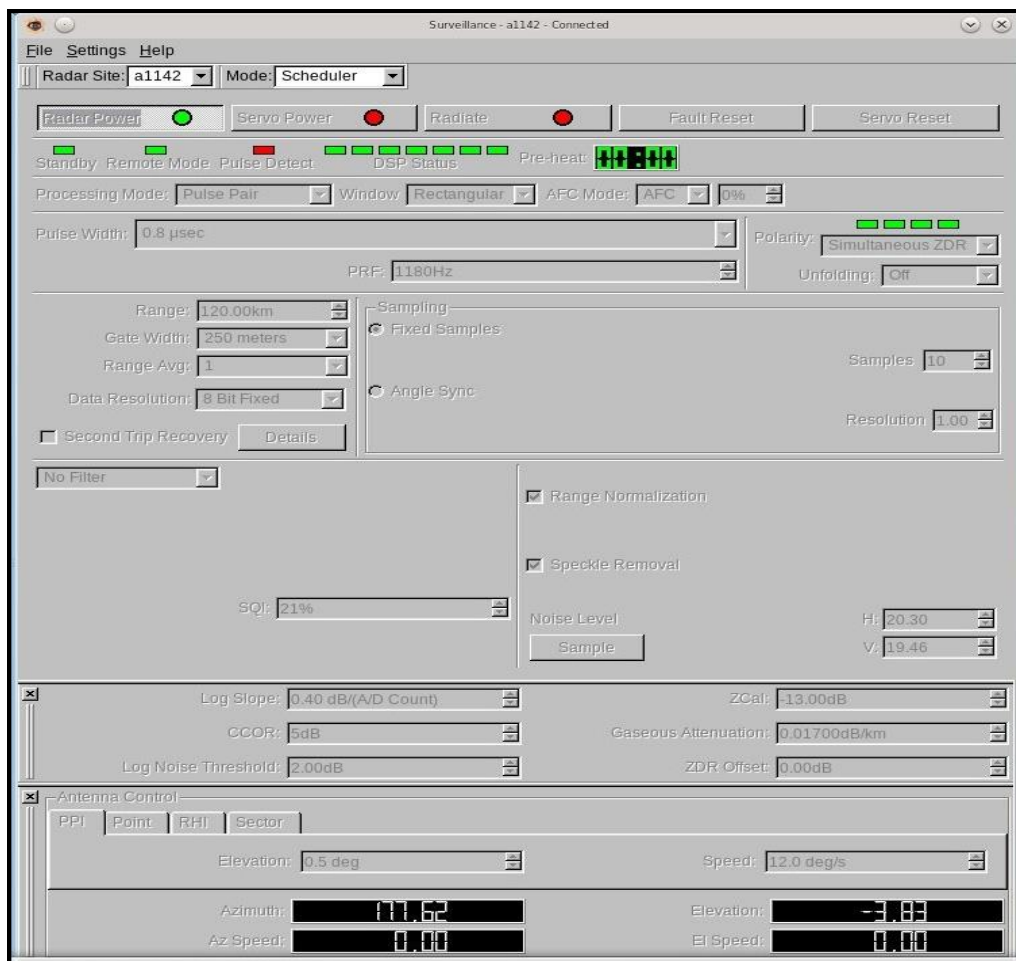 Surveillance - a1142 - Connected
File Settings Help
Radar Site: a1142 Mode: Scheduler
Radar Power Servo Power Radiate Fault Reset Servo Reset
Standby Remote Mode Pulse Detect DSP Status Pre-heat:
Processing Mode: Pulse Pair Window Rectangular AFC Mode: AFC 0%
Pulse Width: 0.8 µsec Polarity: Simultaneous ZDR
PRF: 1180Hz Unfolding: Off
Range: 120.00km
Gate Width: 250 meters
Range Avg: 1
Data Resolution: 8 Bit Fixed
Second Trip Recovery Details
Sampling
Fixed Samples
Samples 10
Angle Sync
Resolution 1.00
No Filter
SQI: 21%
Range Normalization
Speckle Removal
Noise Level H: 20.30
Sample V: 19.46
Log Slope: 0.40 dB/(A/D Count) ZCal: -13.00dB
CCOR: 5dB Gaseous Attenuation: 0.01700dB/km
Log Noise Threshold: 2.00dB ZDR Offset: 0.00dB
Antenna Control
PPI Point RHI Sector
Elevation: 0.5 deg Speed: 12.0 deg/s
Azimuth: 177.62 Elevation: -3.83
Az Speed: 0.00 El Speed: 0.00